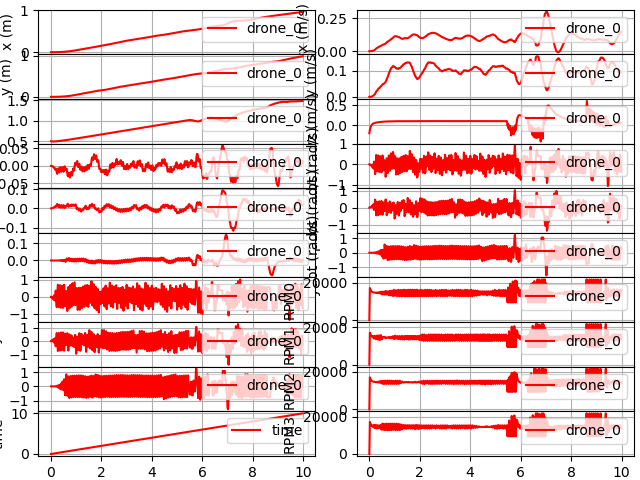 x (m)
1
0
drone_0
y (m)
1
0
drone_0
1.5
1.0
0.5
drone_0
0.05
0.00
drone_0
0.1
0.0
−0.1
drone_0
0.1
0.0
drone_0
1
0
−1
drone_0
1
0
−1
drone_0
1
0
−1
drone_0
time
10
0
time
0 2 4 6 8 10
x (m/s)
0.25
0.00
drone_0
y (m/s)
0.1
0.0
drone_0
0.5
0.0
drone_0
1
0
−1
drone_0
1
0
−1
drone_0
1
0
−1
drone_0
RPM0
20000
0
drone_0
RPM1
20000
0
drone_0
RPM2
20000
0
drone_0
RPM3
20000
0
drone_0
0 2 4 6 8 10